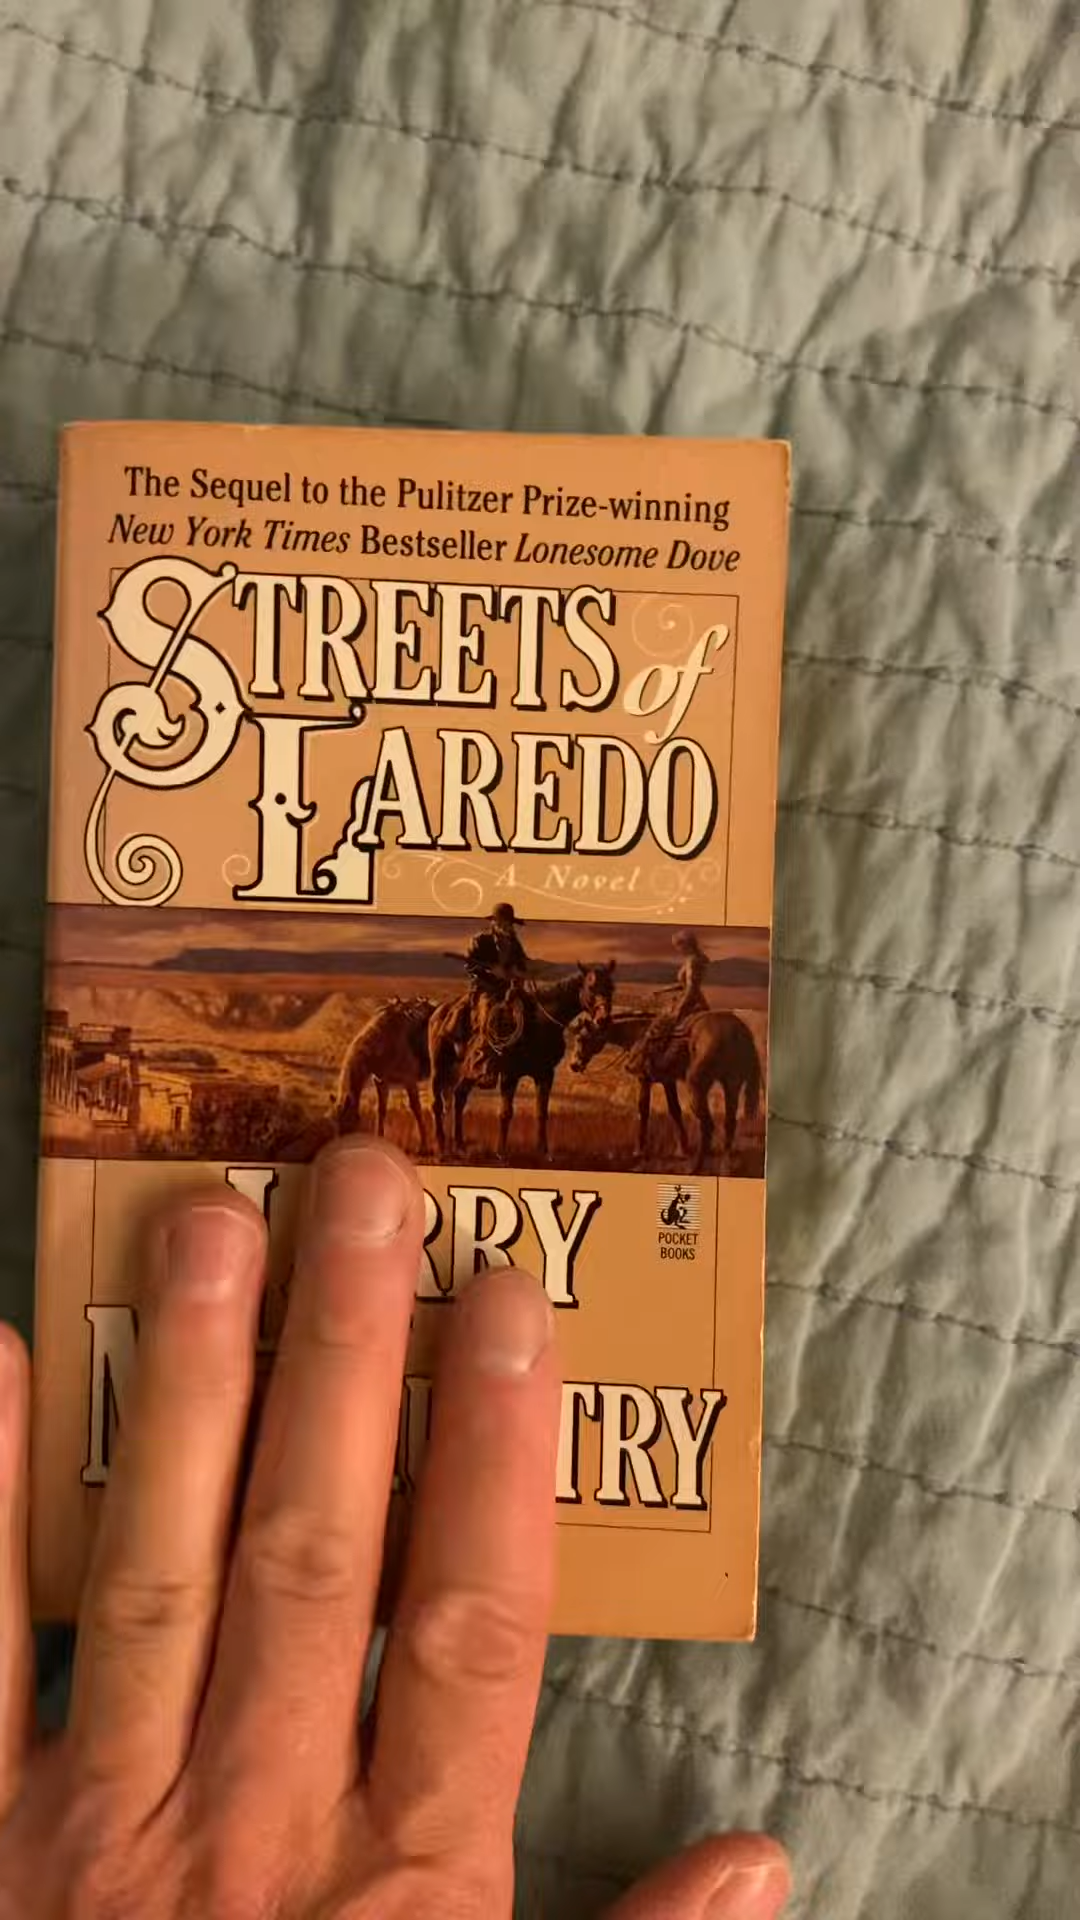 The Sequel to the Pulitzer Prize-winning
New York Times Bestseller Lonesome Dove
STREETS of
LAREDO
A Novel
POCKET
BOOKS